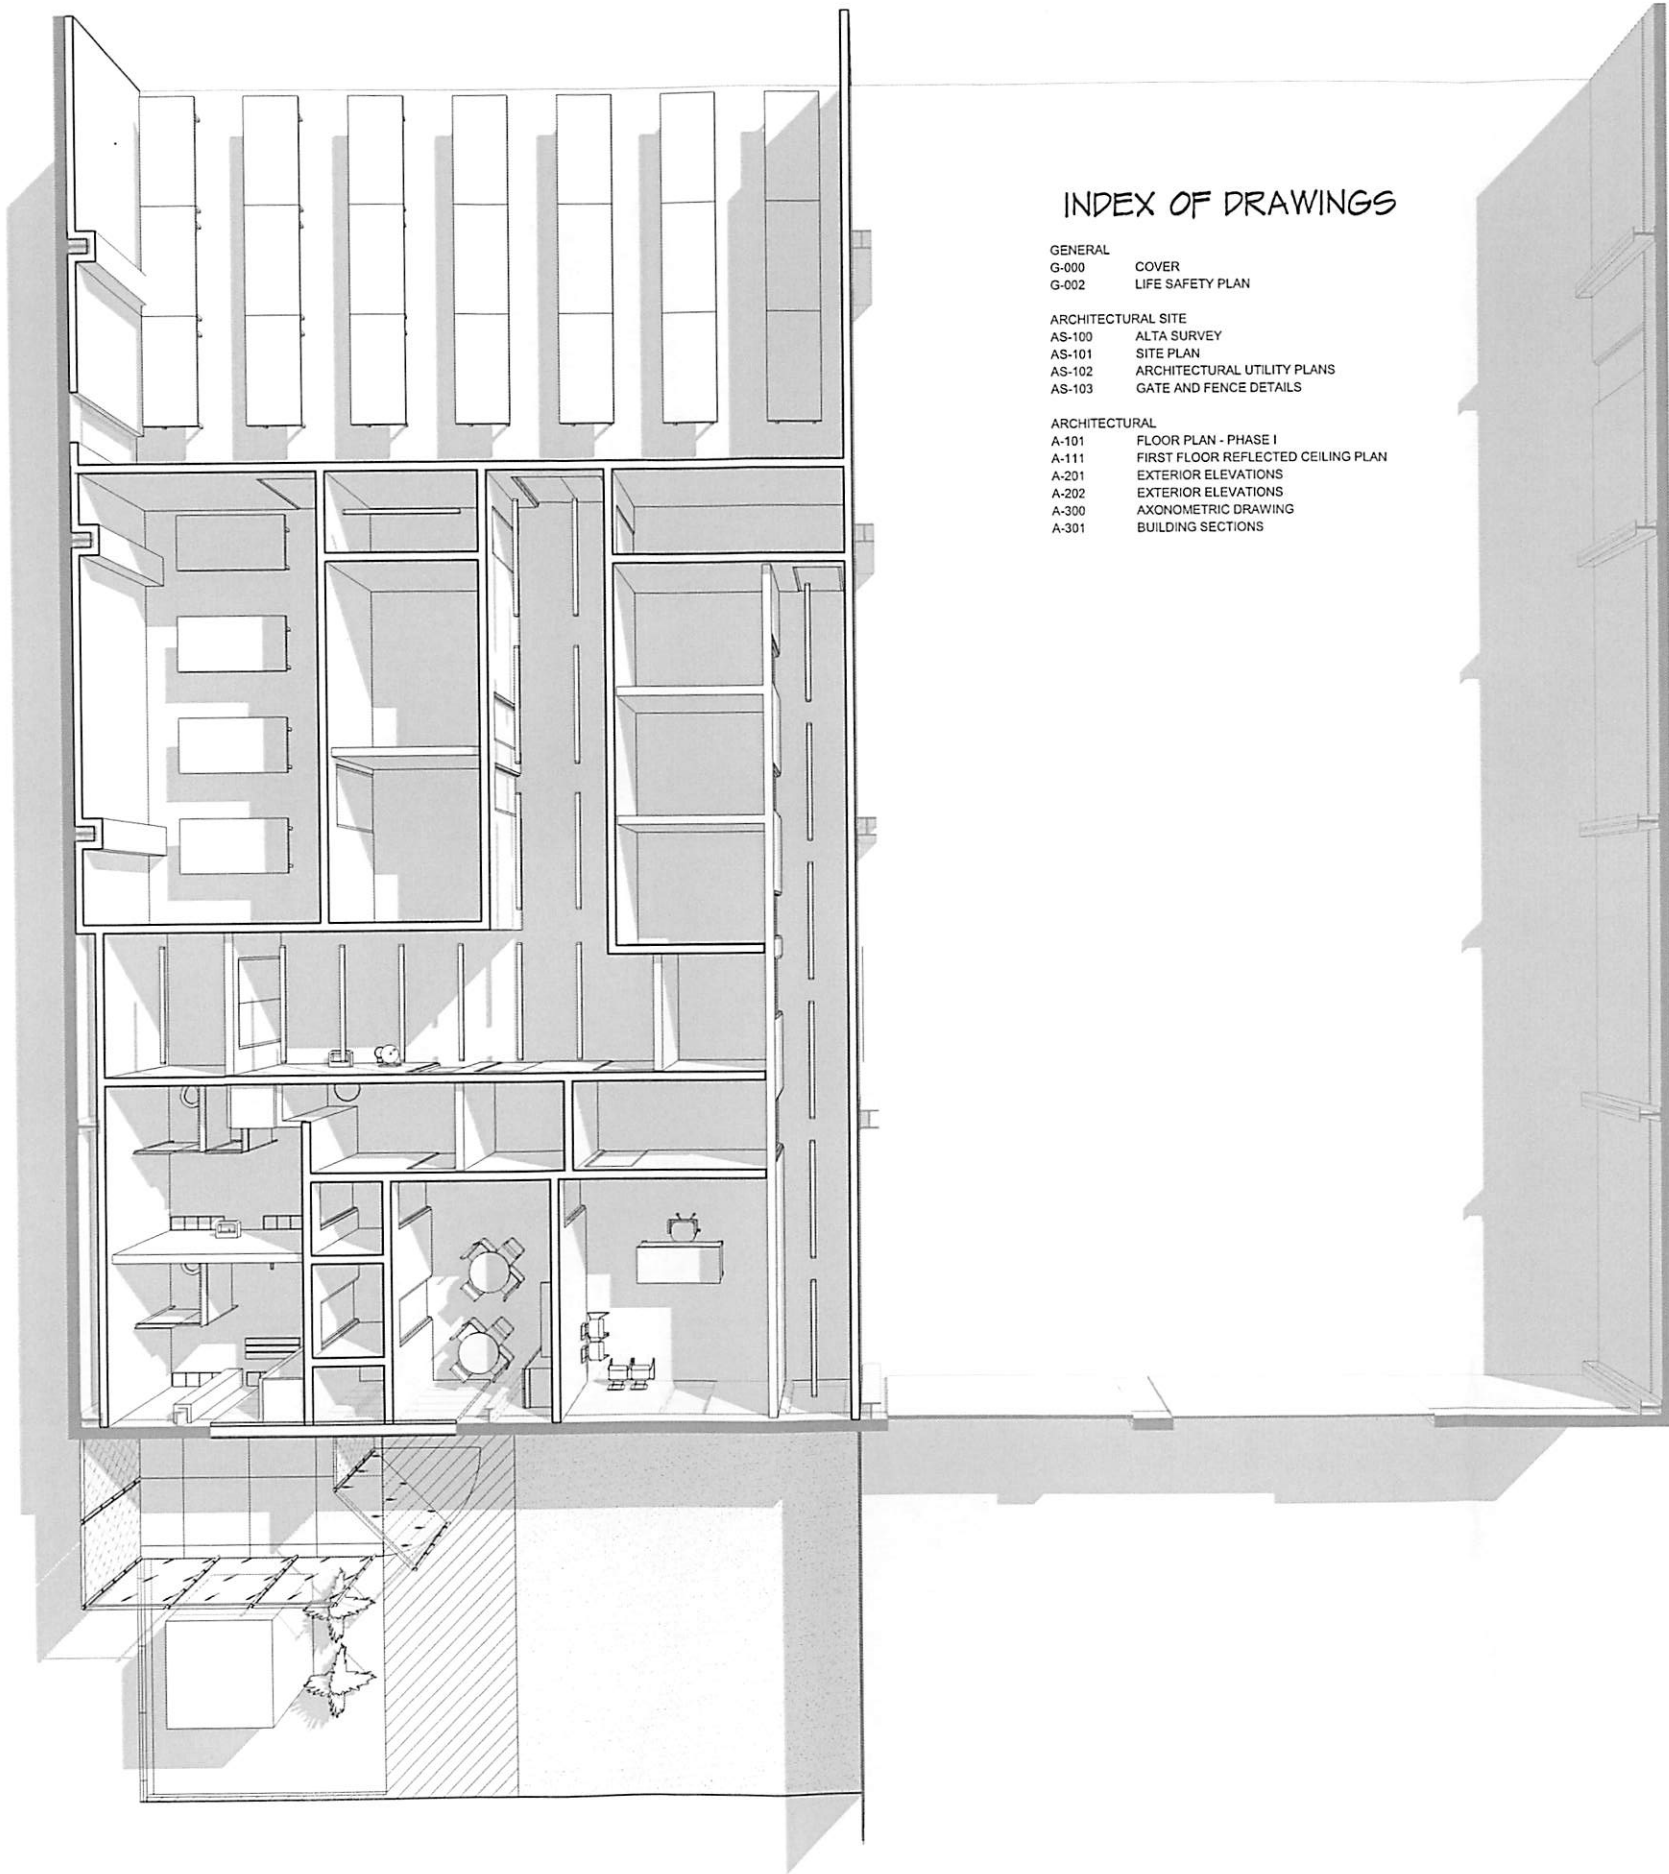 INDEX OF DRAWINGS
GENERAL
G-000 COVER
G-002 LIFE SAFETY PLAN
ARCHITECTURAL SITE
AS-100 ALTA SURVEY
AS-101 SITE PLAN
AS-102 ARCHITECTURAL UTILITY PLANS
AS-103 GATE AND FENCE DETAILS
ARCHITECTURAL
A-101 FLOOR PLAN - PHASE I
A-111 FIRST FLOOR REFLECTED CEILING PLAN
A-201 EXTERIOR ELEVATIONS
A-202 EXTERIOR ELEVATIONS
A-300 AXONOMETRIC DRAWING
A-301 BUILDING SECTIONS